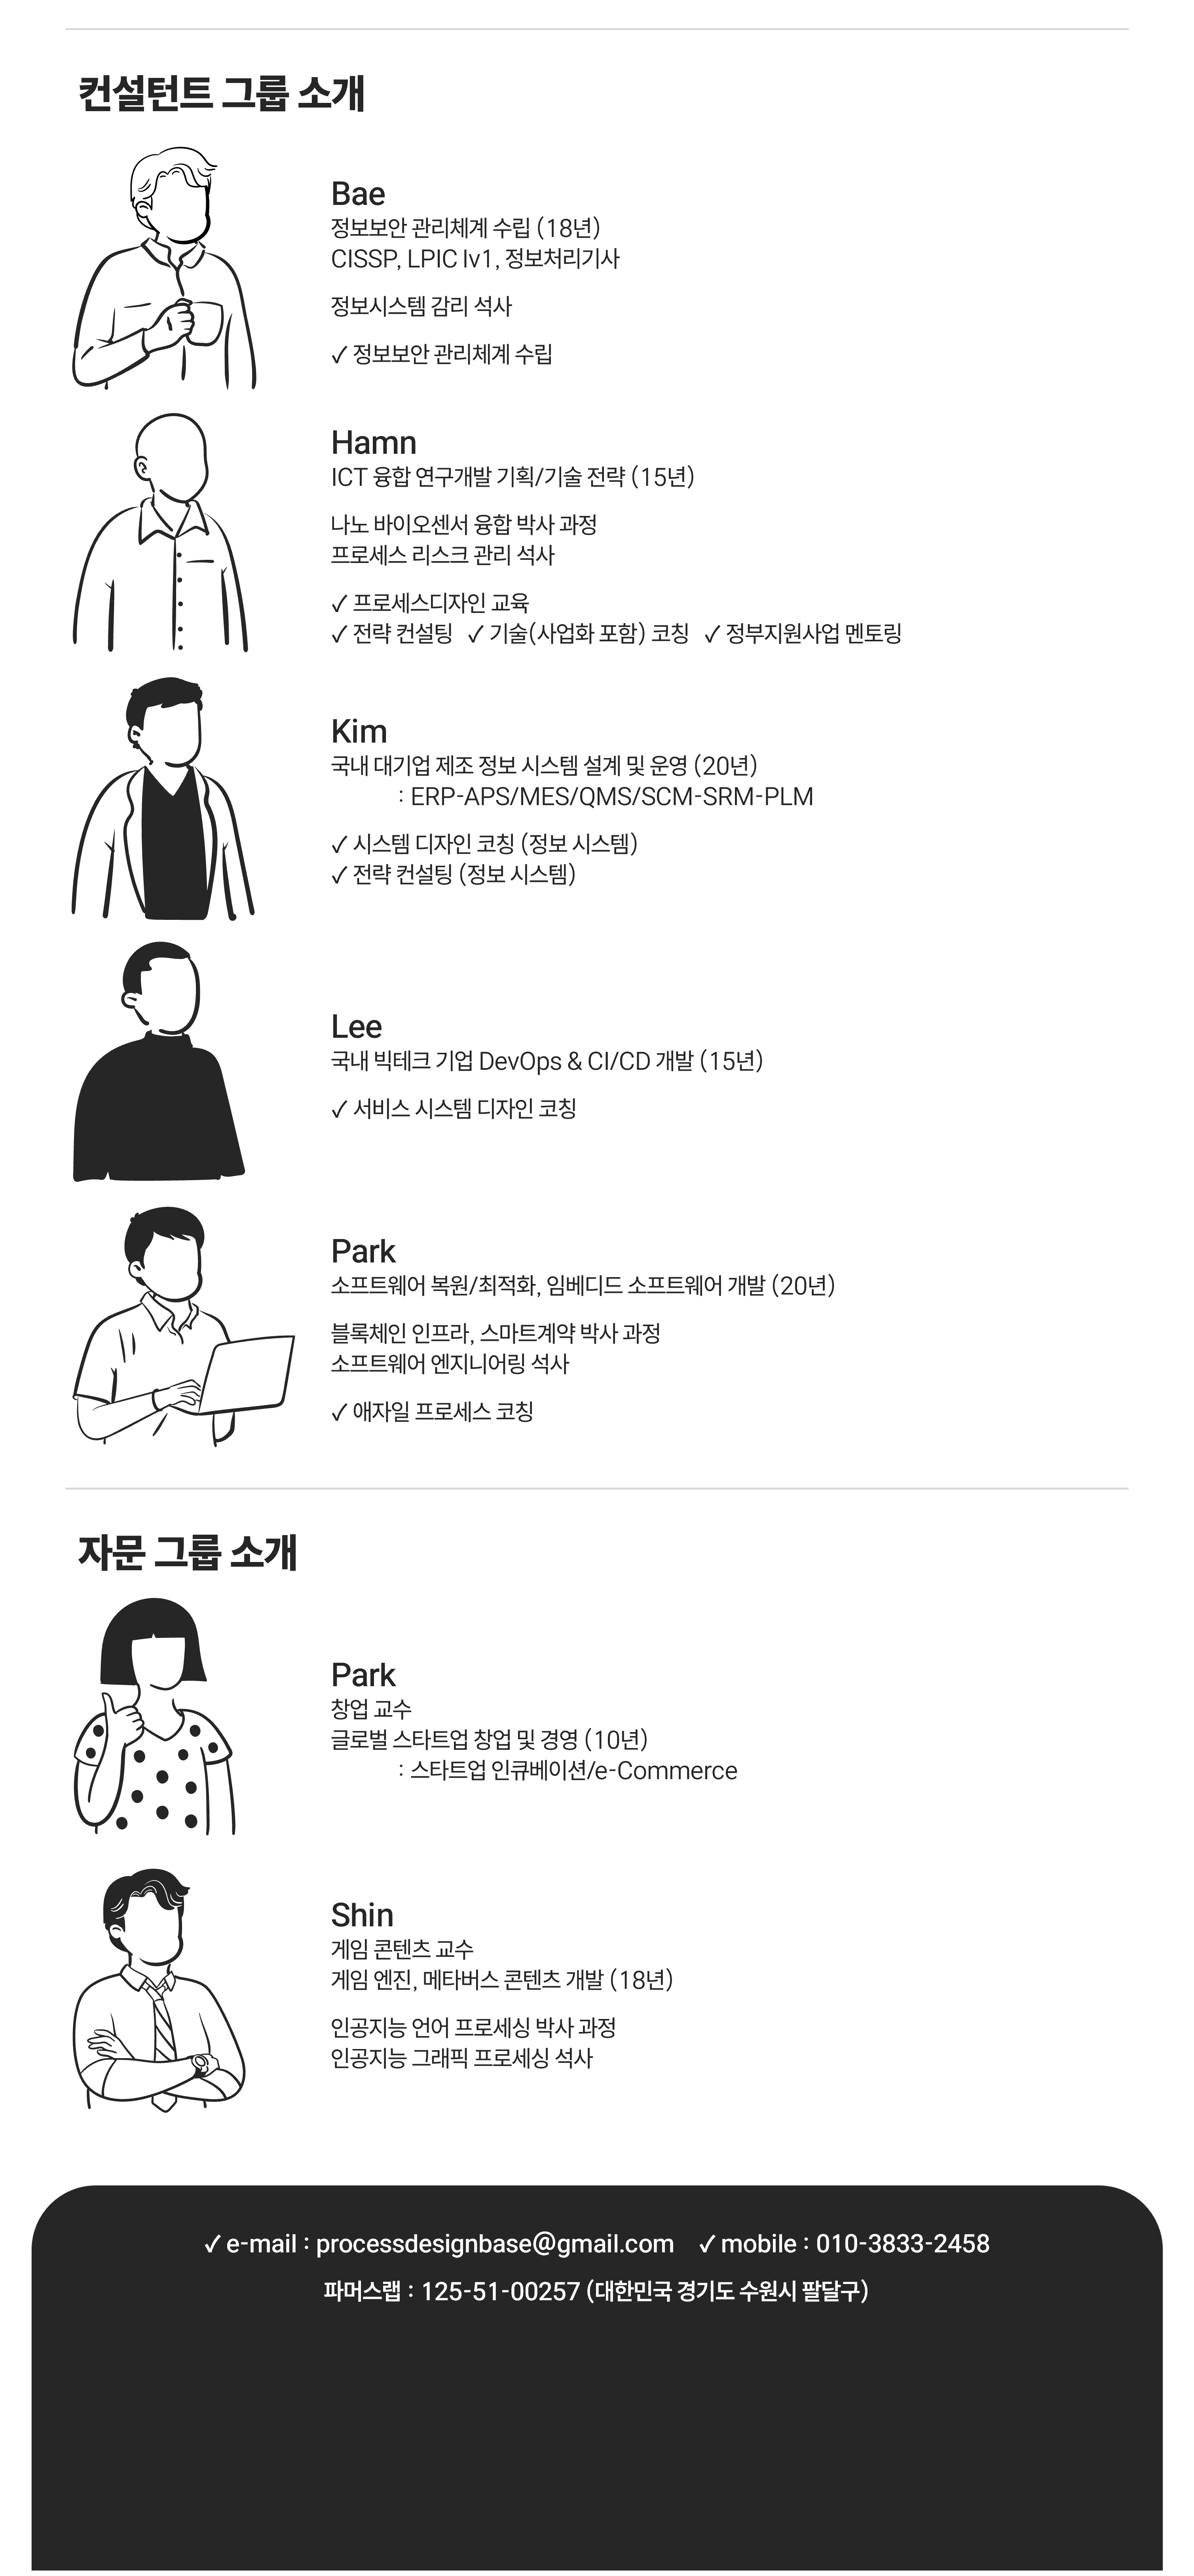 컨설턴트 그룹 소개
Bae
정보보안 관리체계 수립 (18년)
CISSP, LPIC lv1, 정보처리기사
정보시스템 감리 석사
✓ 정보보안 관리체계 수립
Hamn
ICT 융합 연구개발 기획/기술 전략 (15년)
나노 바이오센서 융합 박사 과정
프로세스 리스크 관리 석사
✓ 프로세스디자인 교육
✓ 전략 컨설팅 ✓ 기술(사업화 포함) 코칭 ✓ 정부지원사업 멘토링
Kim
국내 대기업 제조 정보 시스템 설계 및 운영 (20년)
: ERP-APS/MES/QMS/SCM-SRM-PLM
✓ 시스템 디자인 코칭 (정보 시스템)
✓ 전략 컨설팅 (정보 시스템)
Lee
국내 빅테크 기업 DevOps & CI/CD 개발 (15년)
✓ 서비스 시스템 디자인 코칭
Park
소프트웨어 복원/최적화, 임베디드 소프트웨어 개발 (20년)
블록체인 인프라, 스마트계약 박사 과정
소프트웨어 엔지니어링 석사
✓ 애자일 프로세스 코칭
자문 그룹 소개
Park
창업 교수
글로벌 스타트업 창업 및 경영 (10년)
: 스타트업 인큐베이션/e-Commerce
Shin
게임 콘텐츠 교수
게임 엔진, 메타버스 콘텐츠 개발 (18년)
인공지능 언어 프로세싱 박사 과정
인공지능 그래픽 프로세싱 석사
✓ e-mail : processdesignbase@gmail.com ✓ mobile : 010-3833-2458
파머스랩 : 125-51-00257 (대한민국 경기도 수원시 팔달구)